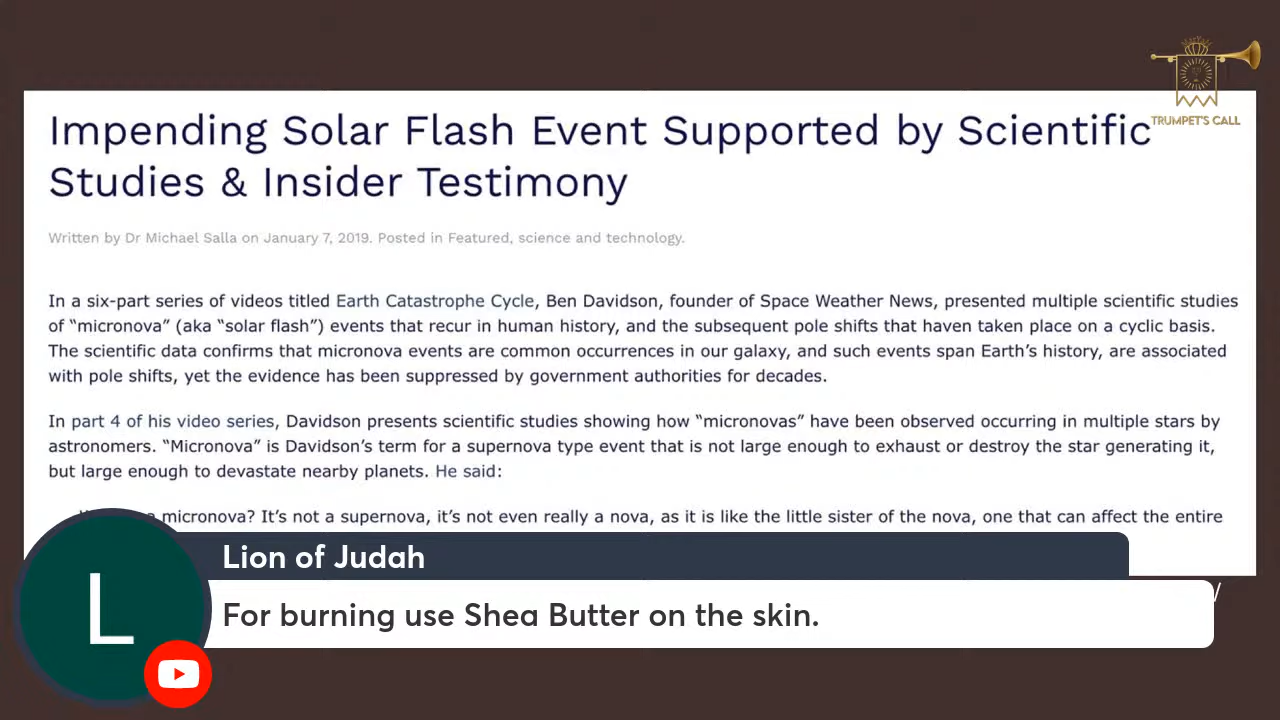 TRUMPET'S CALL
Impending Solar Flash Event Supported by Scientific
Studies & Insider Testimony
Written by Dr Michael Salla on January 7, 2019. Posted in Featured, science and technology.
In a six-part series of videos titled Earth Catastrophe Cycle, Ben Davidson, founder of Space Weather News, presented multiple scientific studies
of “micronova” (aka “solar flash”) events that recur in human history, and the subsequent pole shifts that haven taken place on a cyclic basis.
The scientific data confirms that micronova events are common occurrences in our galaxy, and such events span Earth’s history, are associated
with pole shifts, yet the evidence has been suppressed by government authorities for decades.
In part 4 of his video series, Davidson presents scientific studies showing how “micronovas” have been observed occurring in multiple stars by
astronomers. “Micronova” is Davidson’s term for a supernova type event that is not large enough to exhaust or destroy the star generating it,
but large enough to devastate nearby planets. He said:
micronova? It’s not a supernova, it’s not even really a nova, as it is like the little sister of the nova, one that can affect the entire
L
Lion of Judah
For burning use Shea Butter on the skin.